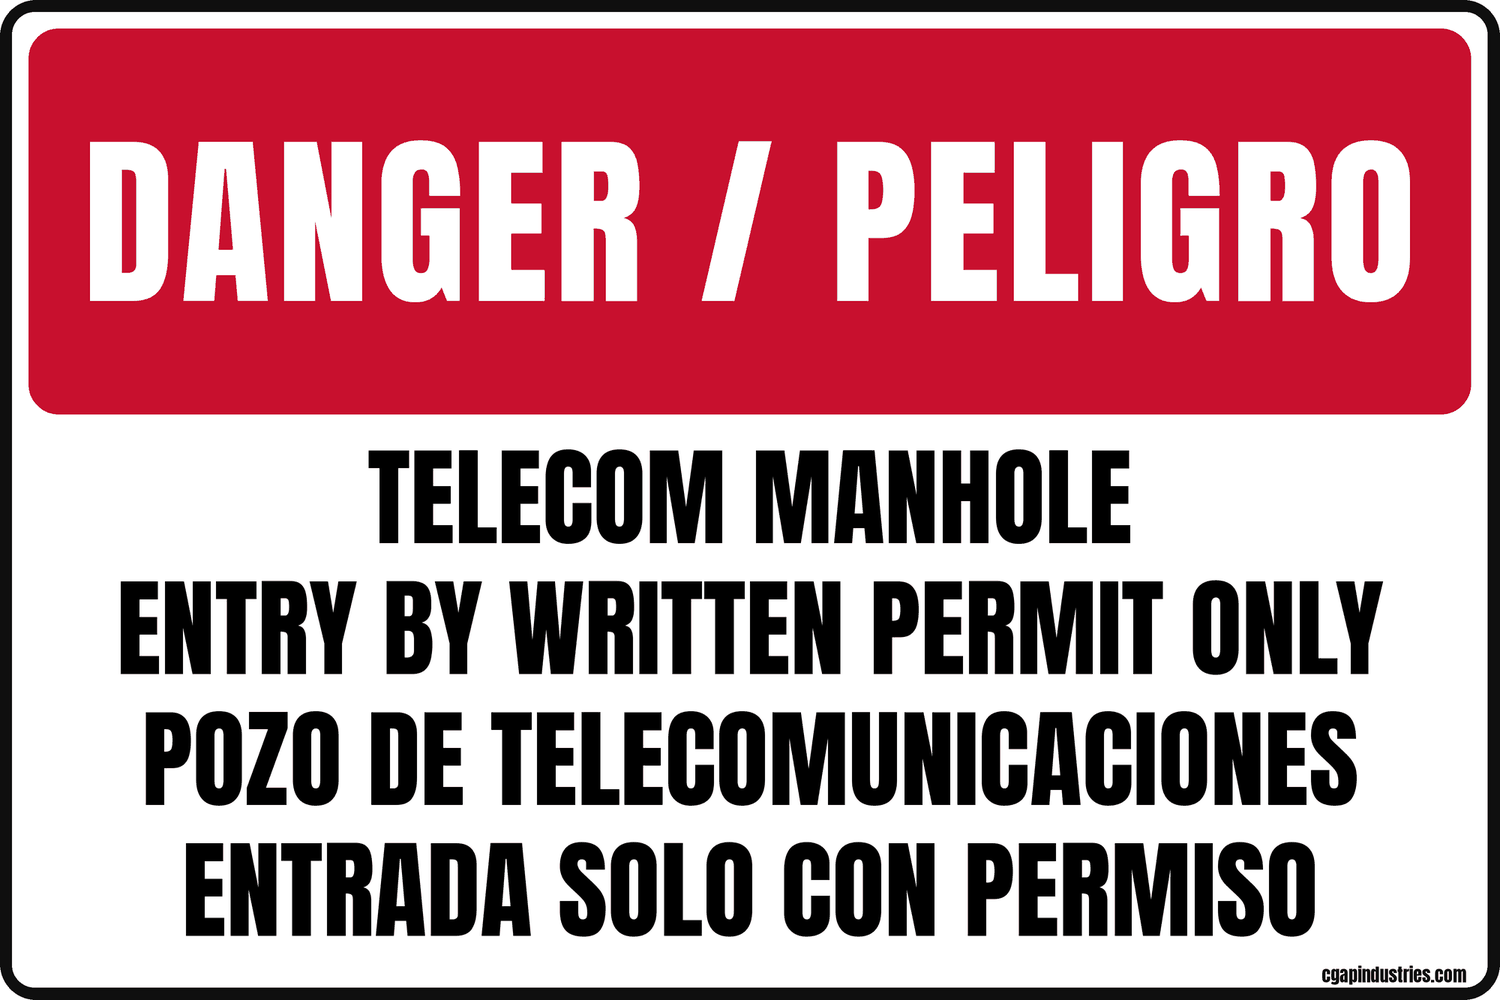 DANGER / PELIGRO
TELECOM MANHOLE
ENTRY BY WRITTEN PERMIT ONLY
POZO DE TELECOMUNICACIONES
ENTRADA SOLO CON PERMISO
cgapindustries.com